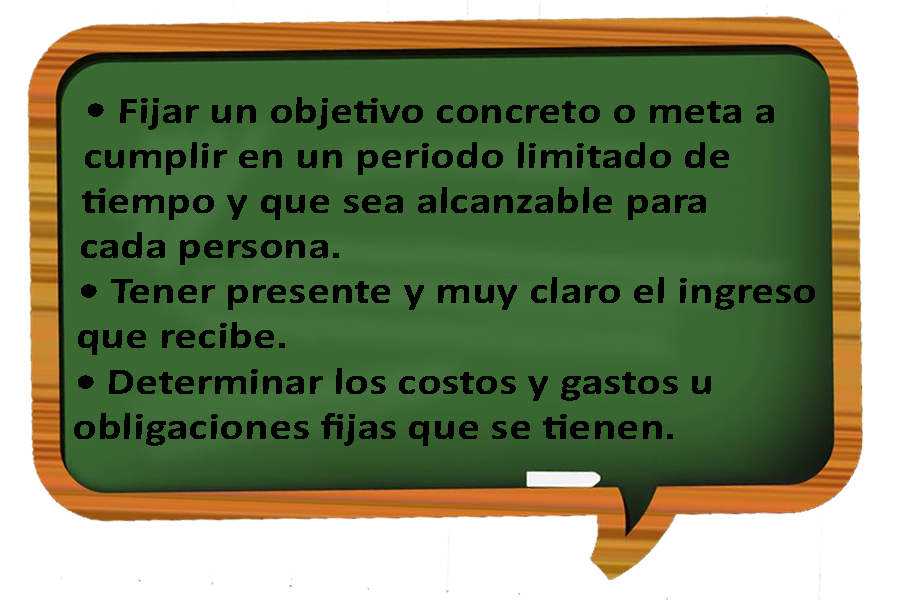 • Fijar un objetivo concreto o meta a
cumplir en un periodo limitado de
tiempo y que sea alcanzable para
cada persona.
• Tener presente y muy claro el ingreso
que recibe.
• Determinar los costos y gastos u
obligaciones fijas que se tienen.